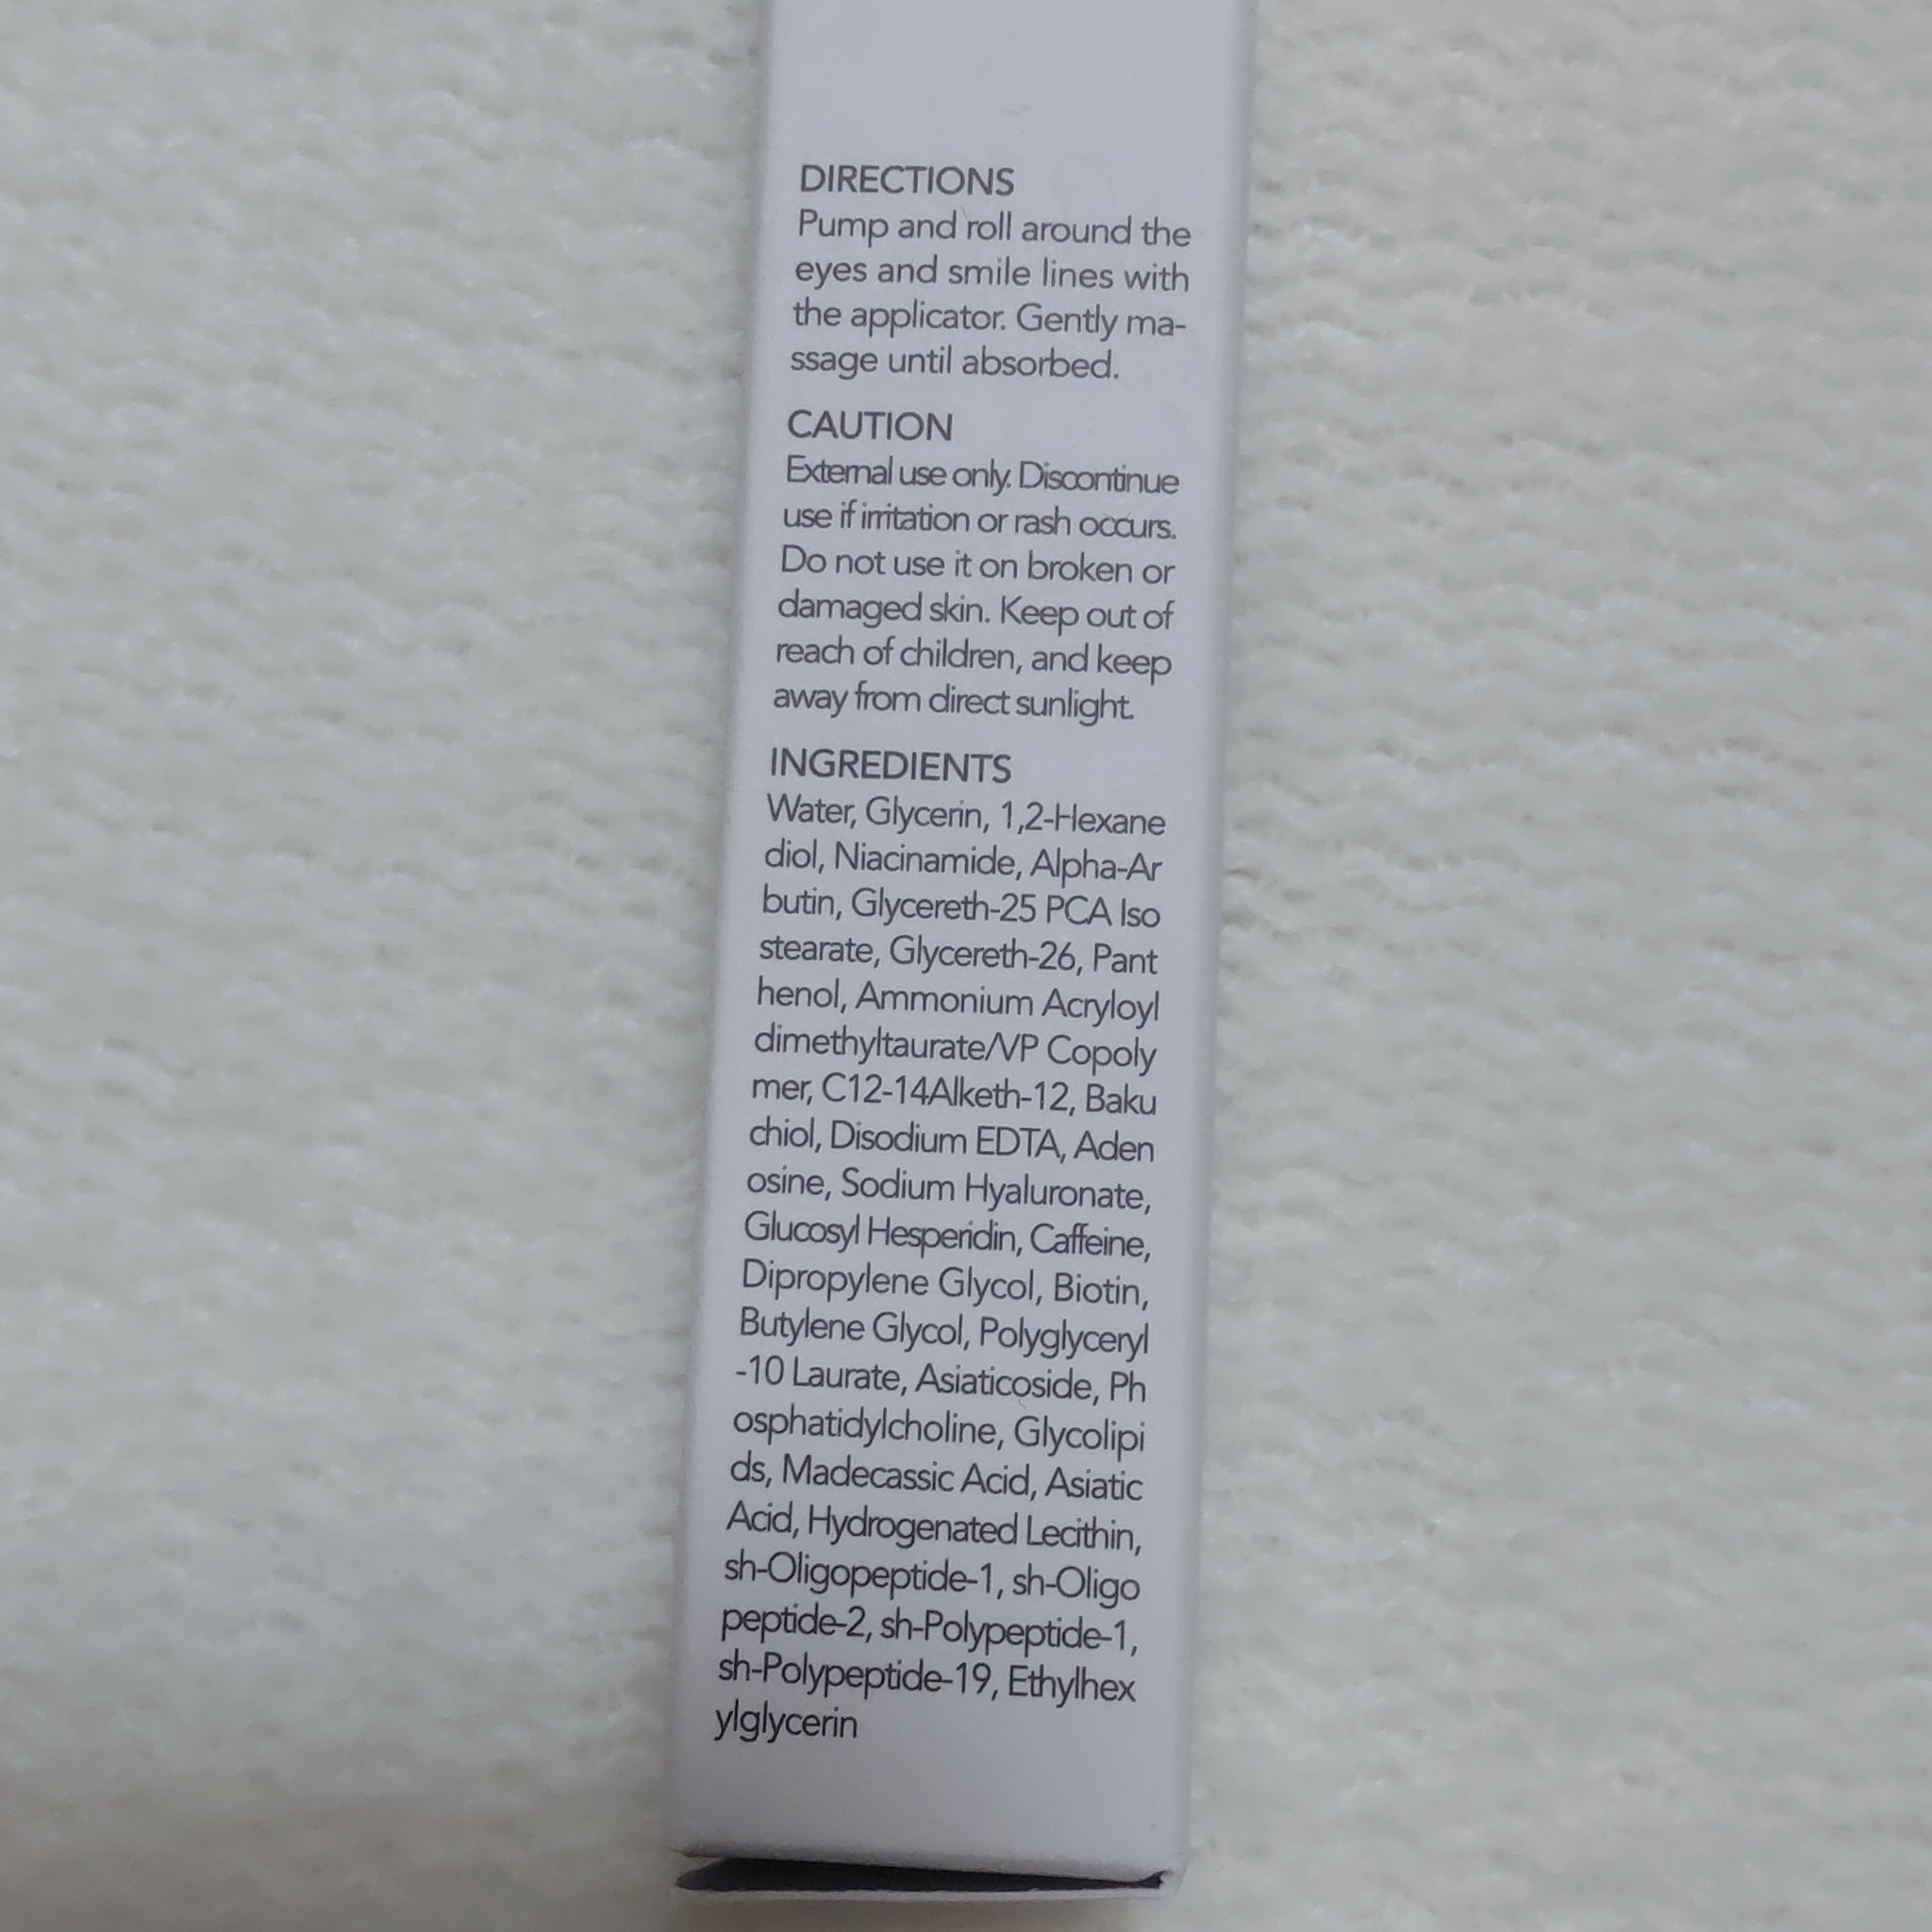 DIRECTIONS
Pump and roll around the
eyes and smile lines with
the applicator. Gently ma-
ssage until absorbed.
CAUTION
External use only. Discontinue
use if irritation or rash occurs.
Do not use it on broken or
damaged skin. Keep out of
reach of children, and keep
away from direct sunlight.
INGREDIENTS
Water, Glycerin, 1,2-Hexane
diol, Niacinamide, Alpha-Ar
butin, Glycereth-25 PCA Iso
stearate, Glycereth-26, Pant
henol, Ammonium Acryloyl
dimethyltaurate/VP Copoly
mer, C12-14Alketh-12, Baku
chiol, Disodium EDTA, Aden
osine, Sodium Hyaluronate,
Glucosyl Hesperidin, Caffeine,
Dipropylene Glycol, Biotin,
Butylene Glycol, Polyglyceryl
-10 Laurate, Asiaticoside, Ph
osphatidylcholine, Glycolipi
ds, Madecassic Acid, Asiatic
Acid, Hydrogenated Lecithin,
sh-Oligopeptide-1, sh-Oligo
peptide-2, sh-Polypeptide-1,
sh-Polypeptide-19, Ethylhex
ylglycerin